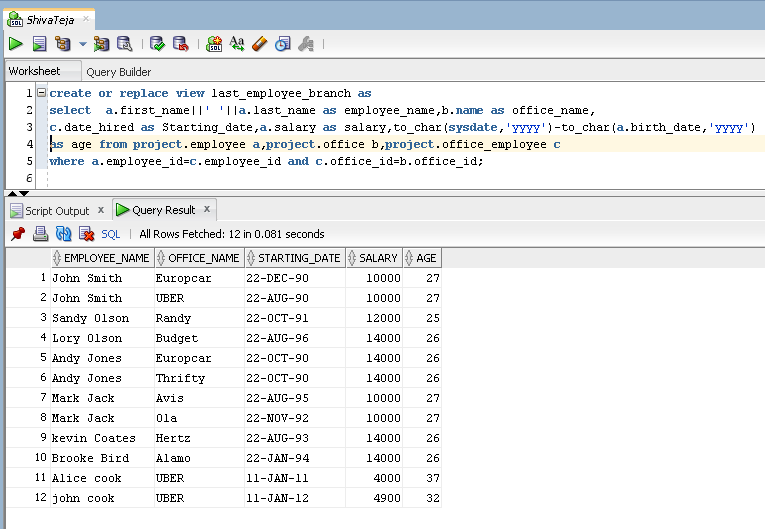 ShivaTeja ×
SQL
Worksheet Query Builder
1 create or replace view last_employee_branch as
2 select a.first_name||' '||a.last_name as employee_name,b.name as office_name,
3 c.date_hired as Starting_date,a.salary as salary,to_char(sysdate,'yyyy')-to_char(a.birth_date,'yyyy')
4 as age from project.employee a,project.office b,project.office_employee c
5 where a.employee_id=c.employee_id and c.office_id=b.office_id;
6
Script Output × Query Result ×
SQL | All Rows Fetched: 12 in 0.081 seconds
EMPLOYEE_NAME OFFICE_NAME STARTING_DATE SALARY AGE
1 John Smith Europcar 22-DEC-90 10000 27
2 John Smith UBER 22-AUG-90 10000 27
3 Sandy Olson Randy 22-OCT-91 12000 25
4 Lory Olson Budget 22-AUG-96 14000 26
5 Andy Jones Europcar 22-OCT-90 14000 26
6 Andy Jones Thrifty 22-OCT-90 14000 26
7 Mark Jack Avis 22-AUG-95 10000 27
8 Mark Jack Ola 22-NOV-92 10000 27
9 kevin Coates Hertz 22-AUG-93 14000 26
10 Brooke Bird Alamo 22-JAN-94 14000 26
11 Alice cook UBER 11-JAN-11 4000 37
12 john cook UBER 11-JAN-12 4900 32